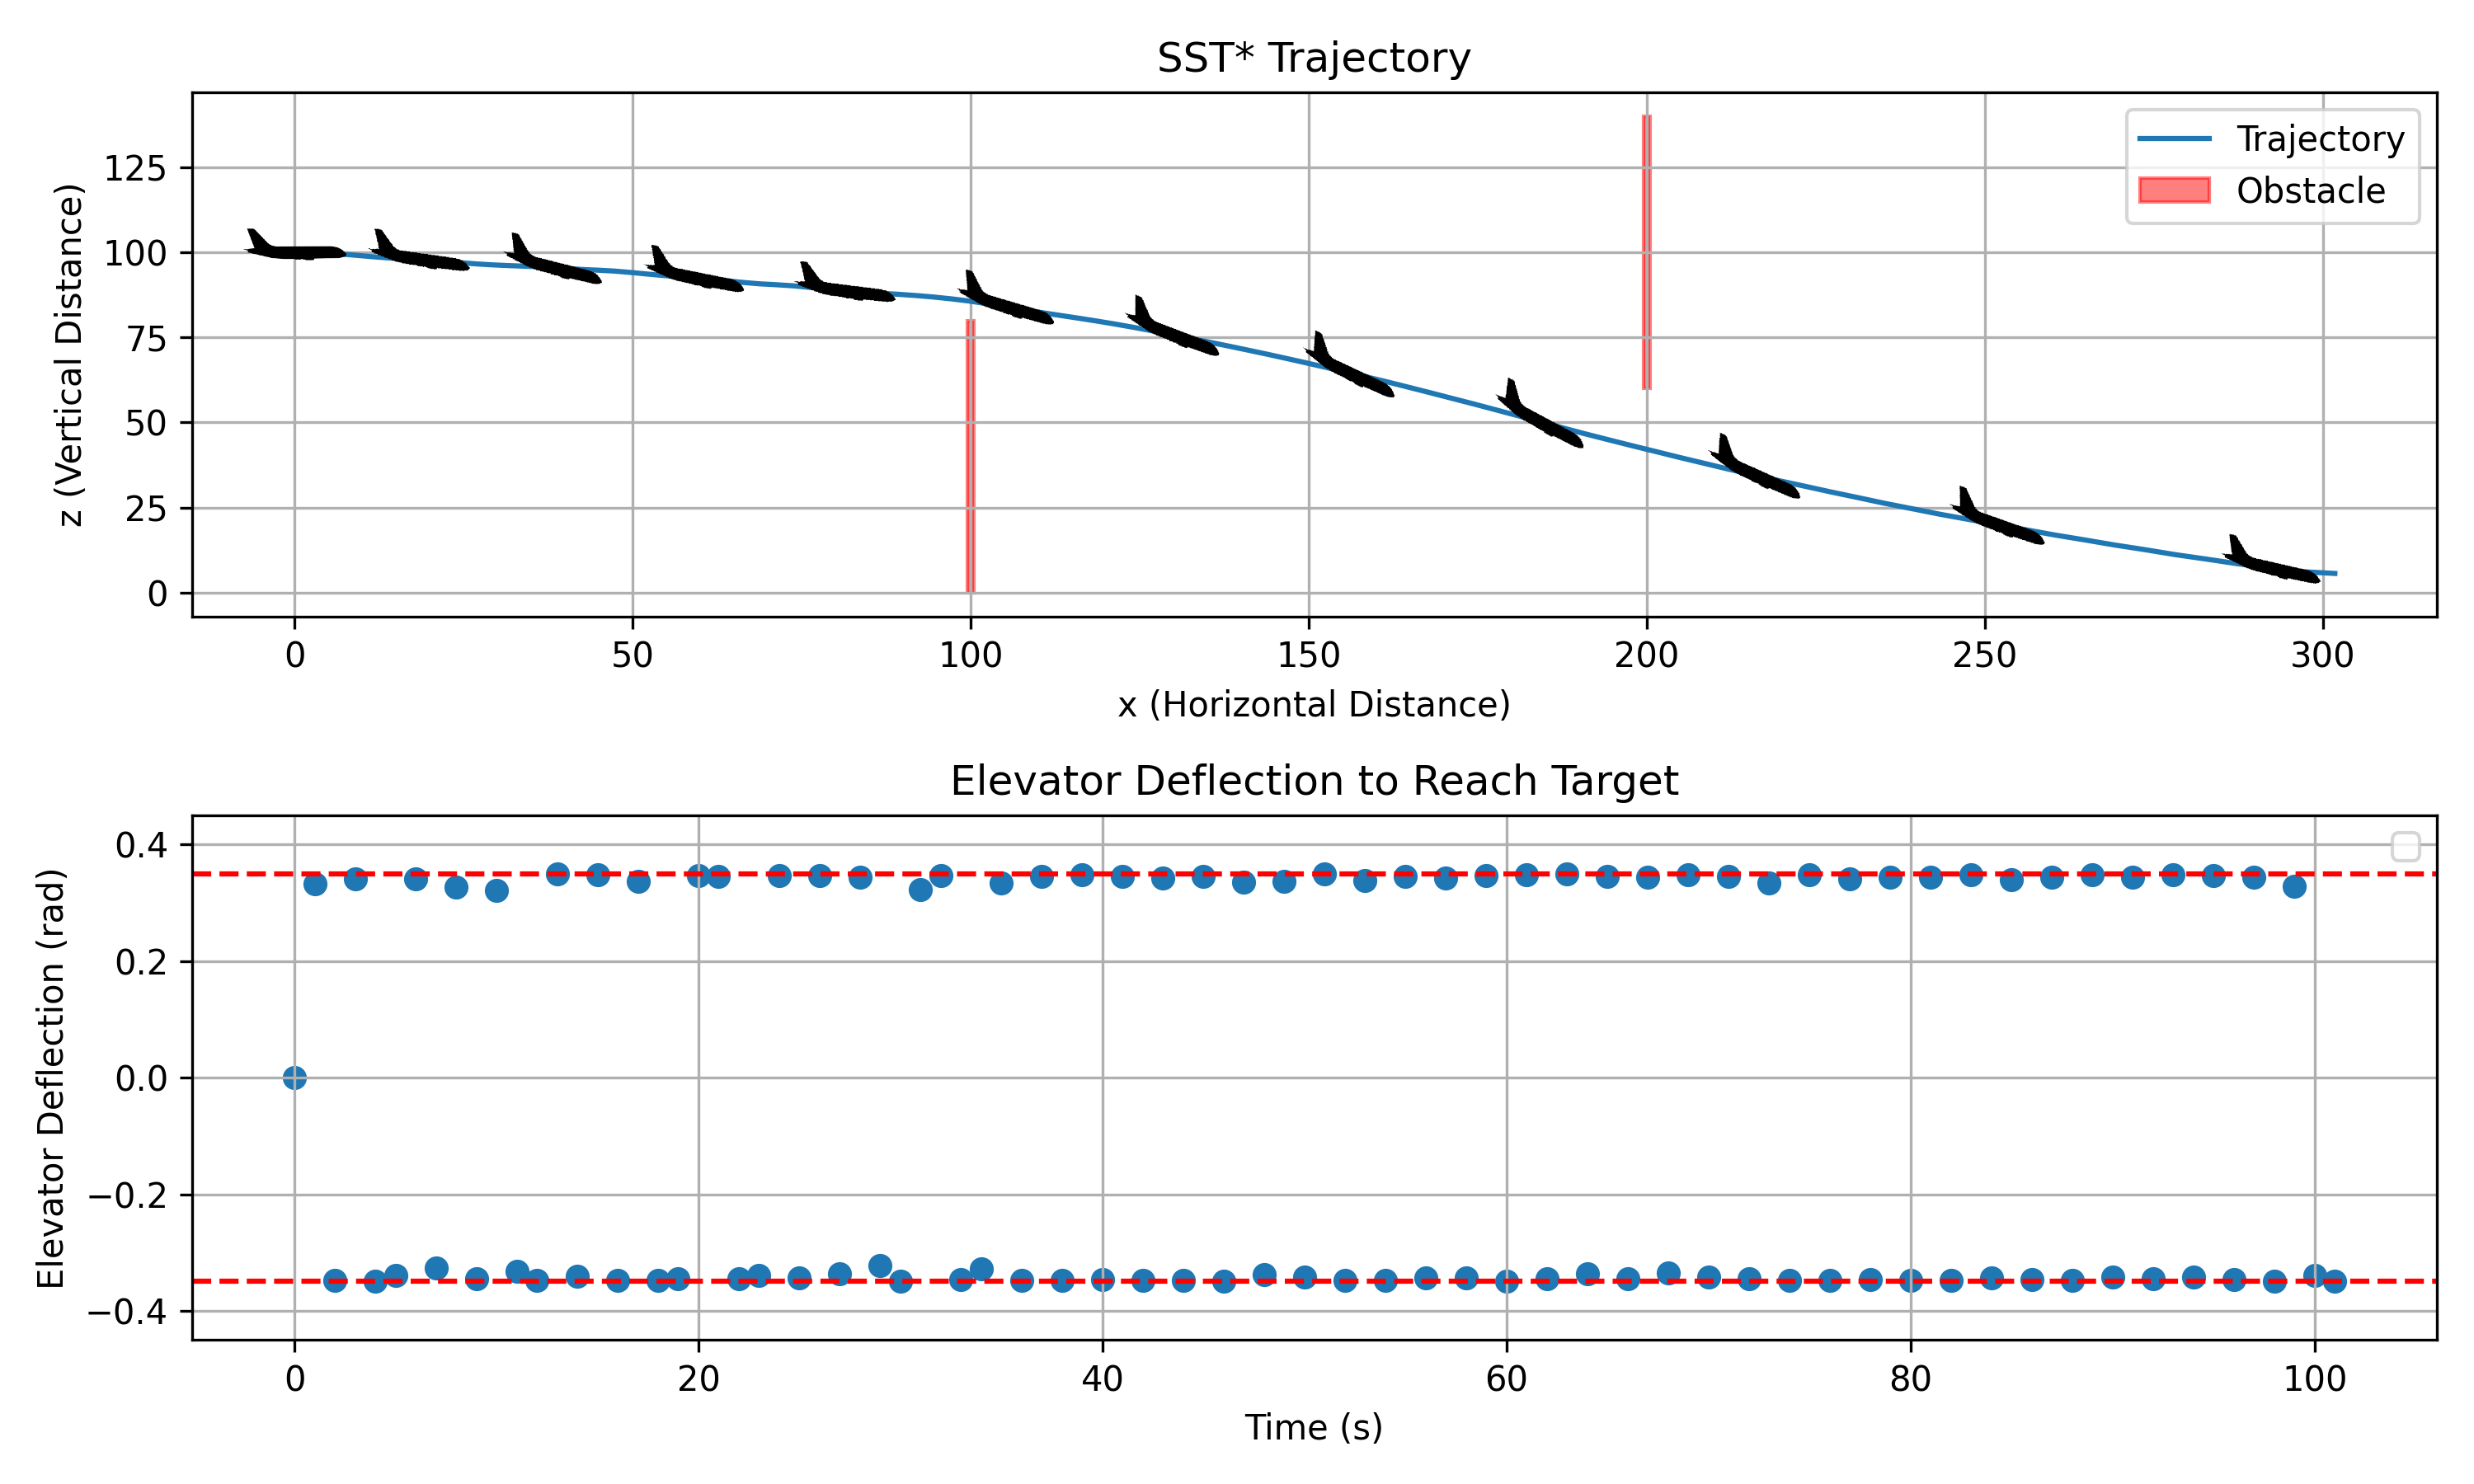 SST* Trajectory
Trajectory
Obstacle
z (Vertical Distance)
125
100
75
50
25
0
0 50 100 150 200 250 300
x (Horizontal Distance)
Elevator Deflection to Reach Target
Elevator Deflection (rad)
0.4
0.2
0.0
−0.2
−0.4
0 20 40 60 80 100
Time (s)